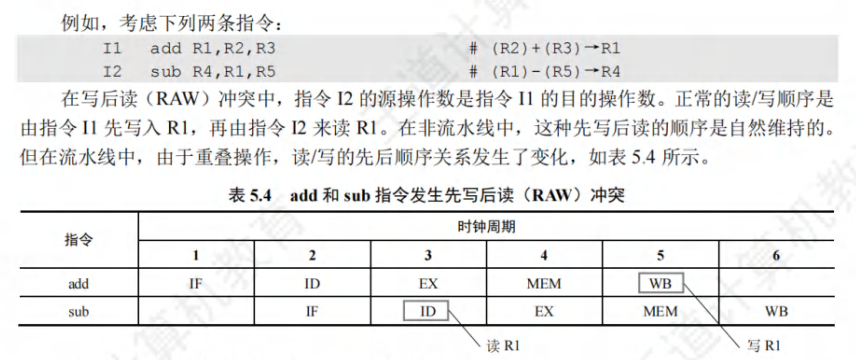 例如，考虑下列两条指令：
I1 add R1,R2,R3 # (R2)+(R3)→R1
I2 sub R4,R1,R5 # (R1)-(R5)→R4
在写后读（RAW）冲突中，指令 I2 的源操作数是指令 I1 的目的操作数。正常的读/写顺序是
由指令 I1 先写入 R1，再由指令 I2 来读 R1。在非流水线中，这种先写后读的顺序是自然维持的。
但在流水线中，由于重叠操作，读/写的先后顺序关系发生了变化，如表 5.4 所示。
表 5.4 add 和 sub 指令发生先写后读（RAW）冲突
指令 时钟周期
1 2 3 4 5 6
add IF ID EX MEM WB
sub IF ID EX MEM WB
读 R1 写 R1